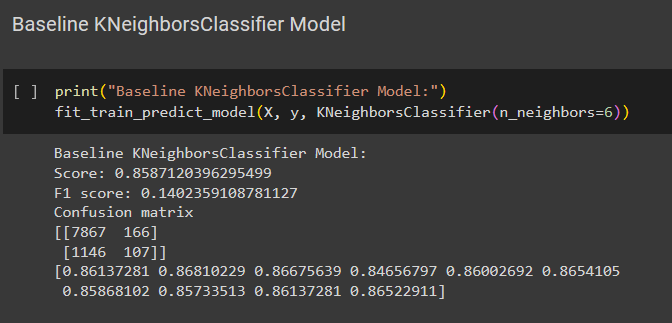 Baseline KNeighborsClassifier Model
[ ] print("Baseline KNeighborsClassifier Model:")
fit_train_predict_model(X, y, KNeighborsClassifier(n_neighbors=6))
Baseline KNeighborsClassifier Model:
Score: 0.8587120396295499
F1 score: 0.1402359108781127
Confusion matrix
[[7867  166]
 [1146  107]]
[0.86137281 0.86810229 0.86675639 0.84656797 0.86002692 0.8654105
 0.85868102 0.85733513 0.86137281 0.86522911]